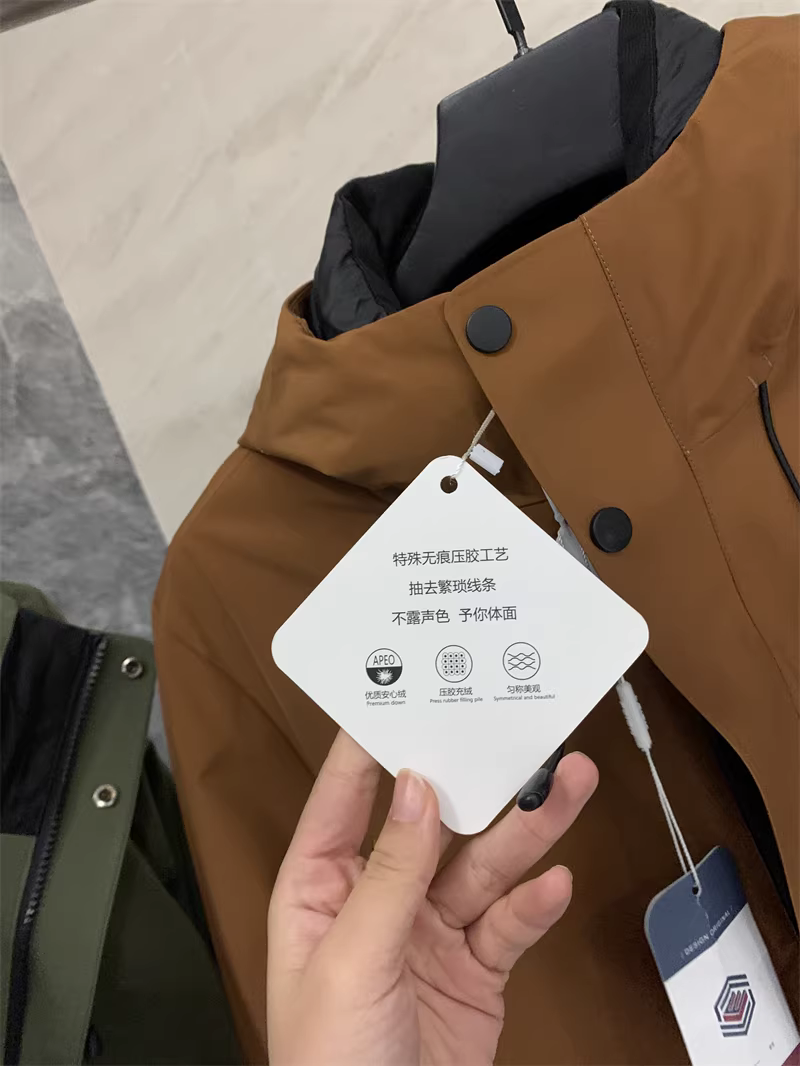 特殊无痕压胶工艺
抽去繁琐线条
不露声色 予你体面
APEO
优质安心绒
Premium down
压胶充绒
Press rubber filling pile
匀称美观
Symmetrical and beautiful
/ DESIGN ORIGINAL /